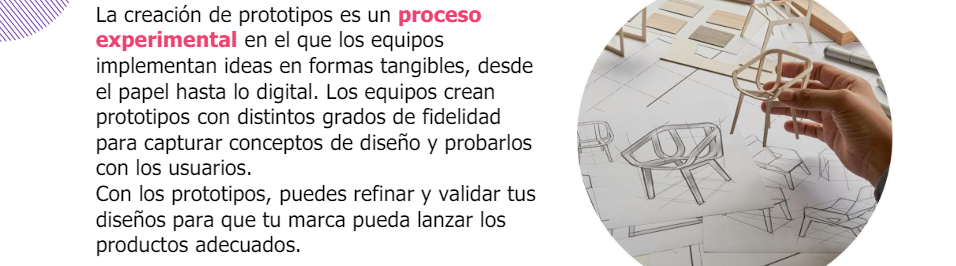 La creación de prototipos es un proceso
experimental en el que los equipos
implementan ideas en formas tangibles, desde
el papel hasta lo digital. Los equipos crean
prototipos con distintos grados de fidelidad
para capturar conceptos de diseño y probarlos
con los usuarios.
Con los prototipos, puedes refinar y validar tus
diseños para que tu marca pueda lanzar los
productos adecuados.